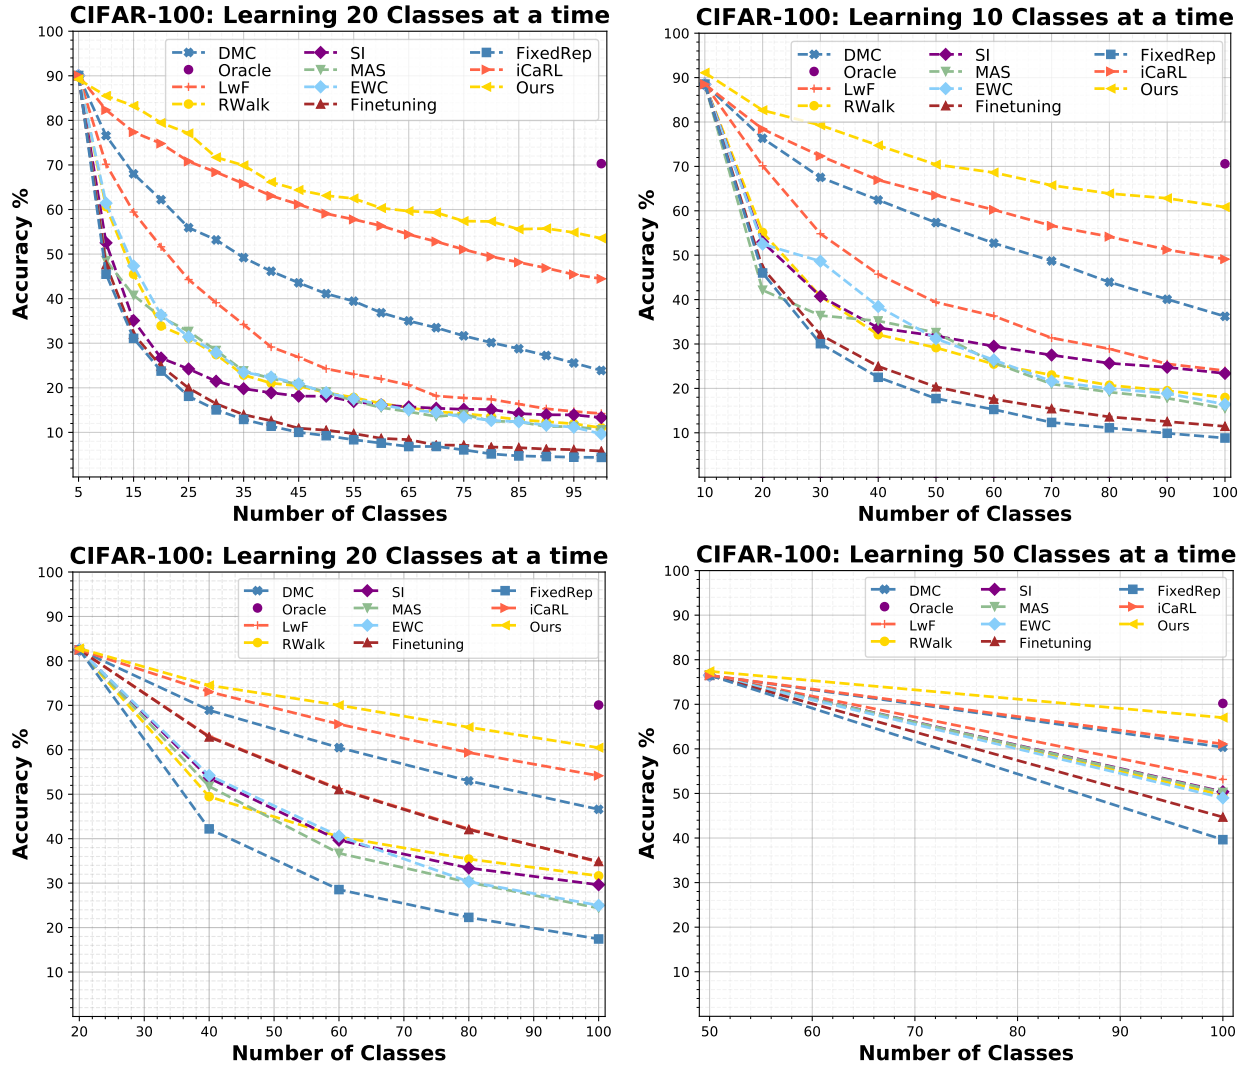 CIFAR-100: Learning 20 Classes at a time
DMC SI FixedRep
Oracle MAS iCaRL
LwF EWC Ours
RWalk Finetuning
Accuracy %
100
90
80
70
60
50
40
30
20
10
5 15 25 35 45 55 65 75 85 95
Number of Classes
CIFAR-100: Learning 10 Classes at a time
DMC SI FixedRep
Oracle MAS iCaRL
LwF EWC Ours
RWalk Finetuning
Accuracy %
100
90
80
70
60
50
40
30
20
10
10 20 30 40 50 60 70 80 90 100
Number of Classes
CIFAR-100: Learning 20 Classes at a time
DMC SI FixedRep
Oracle MAS iCaRL
LwF EWC Ours
RWalk Finetuning
Accuracy %
100
90
80
70
60
50
40
30
20
10
20 30 40 50 60 70 80 90 100
Number of Classes
CIFAR-100: Learning 50 Classes at a time
DMC SI FixedRep
Oracle MAS iCaRL
LwF EWC Ours
RWalk Finetuning
Accuracy %
100
90
80
70
60
50
40
30
20
10
50 60 70 80 90 100
Number of Classes